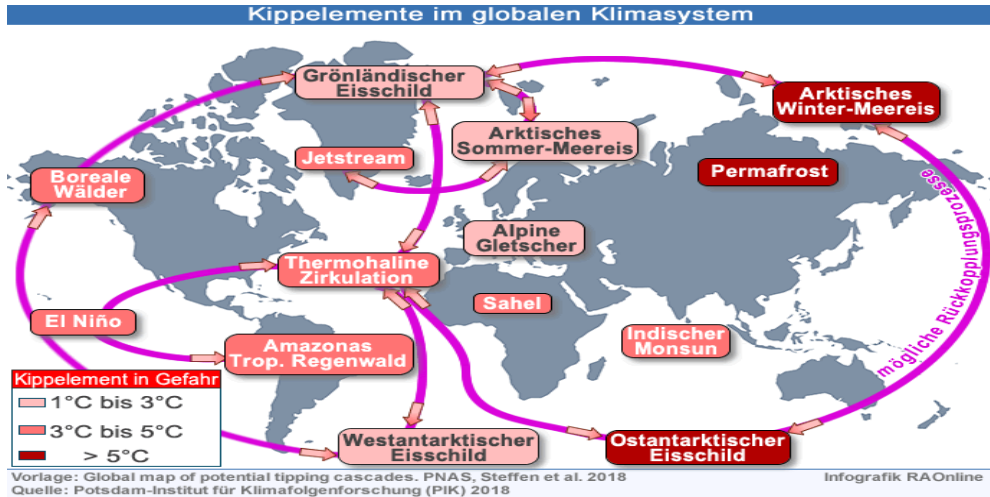 Kippelemente im globalen Klimasystem
Grönländischer
Eisschild
Arktisches
Winter-Meereis
Arktisches
Sommer-Meereis
Jetstream
Permafrost
Boreale
Wälder
Alpine
Gletscher
Thermohaline
Zirkulation
Sahel
El Niño
Indischer
Monsun
Amazonas
Trop. Regenwald
mögliche Rückkopplungsprozesse
Kippelement in Gefahr
1°C bis 3°C
3°C bis 5°C
> 5°C
Westantarktischer
Eisschild
Ostantarktischer
Eisschild
Vorlage: Global map of potential tipping cascades. PNAS, Steffen et al. 2018
Infografik RAOnline
Quelle: Potsdam-Institut für Klimafolgenforschung (PIK) 2018